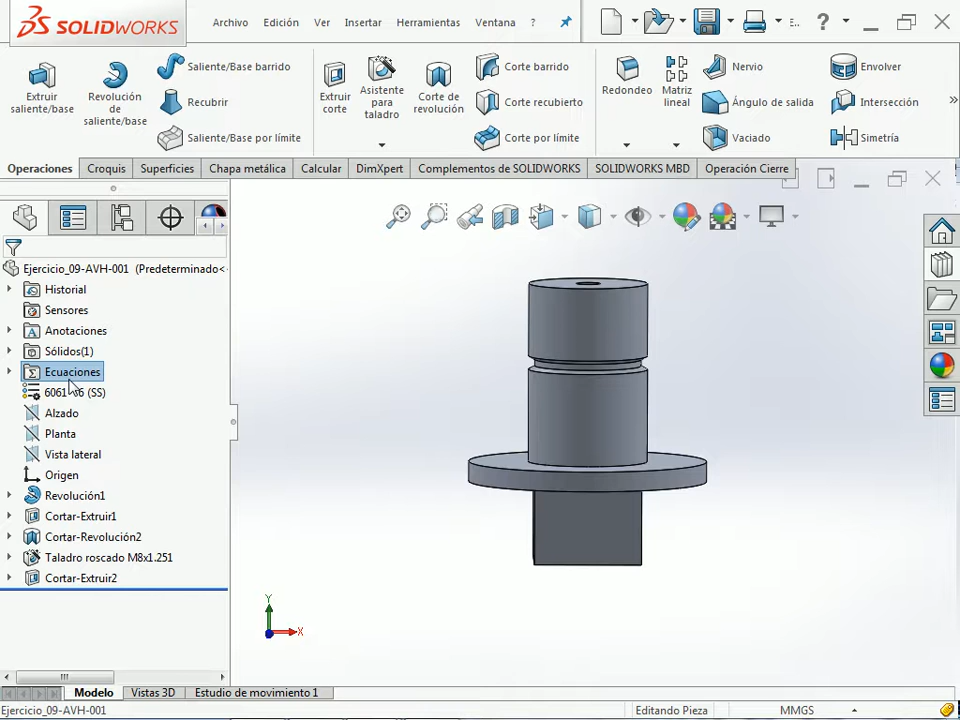 SOLIDWORKS
Archivo Edición Ver Insertar Herramientas Ventana ? E.. ?
Extruir saliente/base
Revolución de saliente/base
Saliente/Base barrido
Recubrir
Saliente/Base por límite
Extruir corte
Asistente para taladro
Corte de revolución
Corte barrido
Corte recubierto
Corte por límite
Redondeo
Matriz lineal
Nervio
Ángulo de salida
Vaciado
Envolver
Intersección
Simetría
Operaciones Croquis Superficies Chapa metálica Calcular DimXpert Complementos de SOLIDWORKS SOLIDWORKS MBD Operación Cierre
Ejercicio_09-AVH-001 (Predeterminado<
Historial
Sensores
Anotaciones
Sólidos(1)
Ecuaciones
(SS)
Alzado
Planta
Vista lateral
Origen
Revolución1
Cortar-Extruir1
Cortar-Revolución2
Taladro roscado M8x1.251
Cortar-Extruir2
Y
X
Modelo Vistas 3D Estudio de movimiento 1
Ejercicio_09-AVH-001 Editando Pieza MMGS